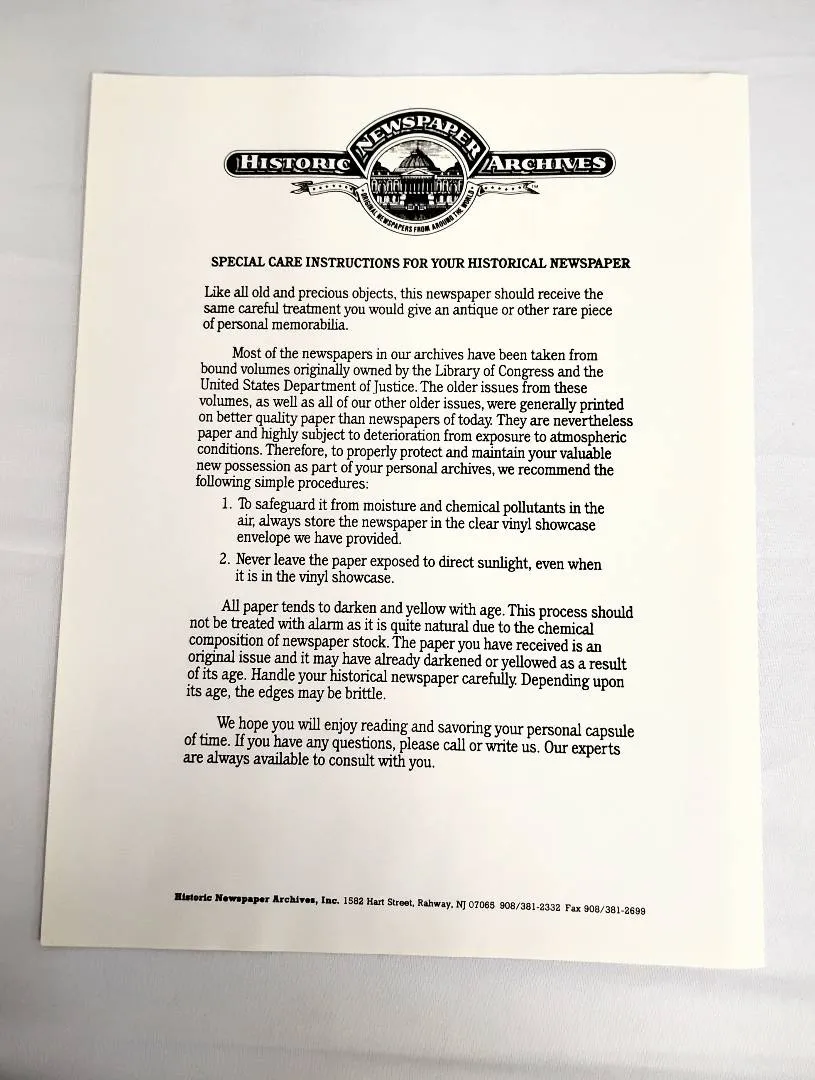 HISTORIC NEWSPAPER ARCHIVES
ORIGINAL NEWSPAPERS FROM AROUND THE WORLD
TM
SPECIAL CARE INSTRUCTIONS FOR YOUR HISTORICAL NEWSPAPER
Like all old and precious objects, this newspaper should receive the
same careful treatment you would give an antique or other rare piece
of personal memorabilia.
Most of the newspapers in our archives have been taken from
bound volumes originally owned by the Library of Congress and the
United States Department of Justice. The older issues from these
volumes, as well as all of our other older issues, were generally printed
on better quality paper than newspapers of today. They are nevertheless
paper and highly subject to deterioration from exposure to atmospheric
conditions. Therefore, to properly protect and maintain your valuable
new possession as part of your personal archives, we recommend the
following simple procedures:
1. To safeguard it from moisture and chemical pollutants in the
air, always store the newspaper in the clear vinyl showcase
envelope we have provided.
2. Never leave the paper exposed to direct sunlight, even when
it is in the vinyl showcase.
All paper tends to darken and yellow with age. This process should
not be treated with alarm as it is quite natural due to the chemical
composition of newspaper stock. The paper you have received is an
original issue and it may have already darkened or yellowed as a result
of its age. Handle your historical newspaper carefully. Depending upon
its age, the edges may be brittle.
We hope you will enjoy reading and savoring your personal capsule
of time. If you have any questions, please call or write us. Our experts
are always available to consult with you.
Historic Newspaper Archives, Inc. 1582 Hart Street, Rahway, NJ 07065 908/381-2332 Fax 908/381-2699